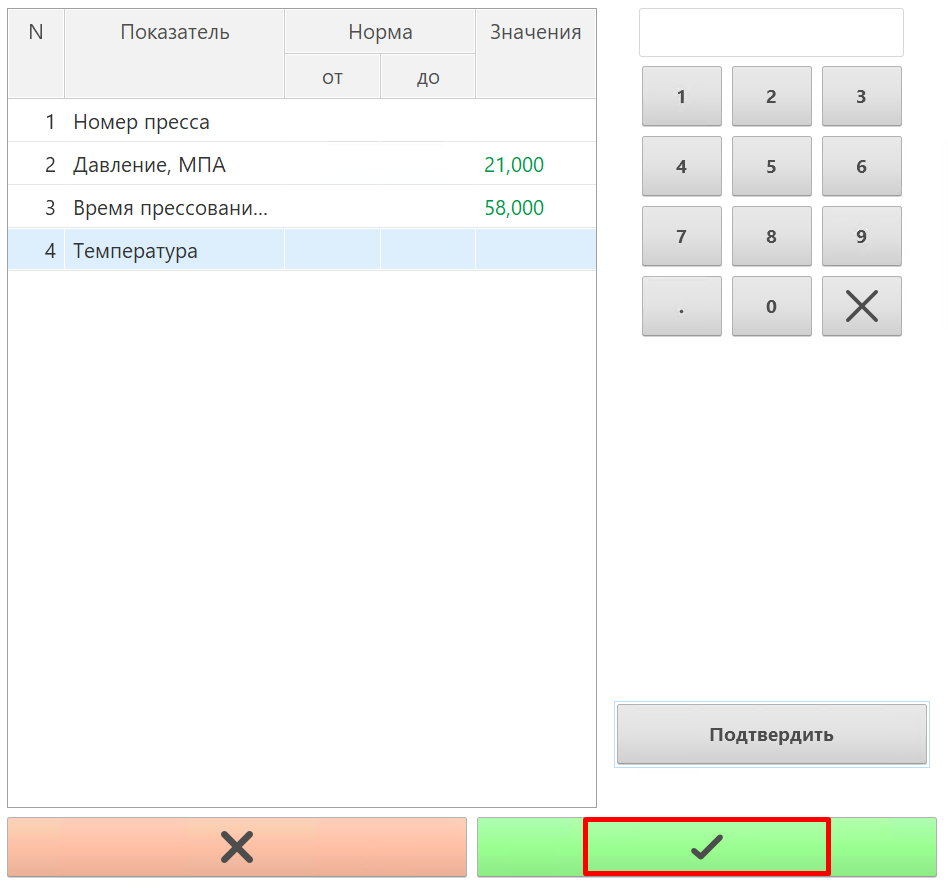 N Показатель Норма Значения
от до
1 Номер пресса
2 Давление, МПА 21,000
3 Время прессовани... 58,000
4 Температура
1 2 3
4 5 6
7 8 9
. 0
Подтвердить